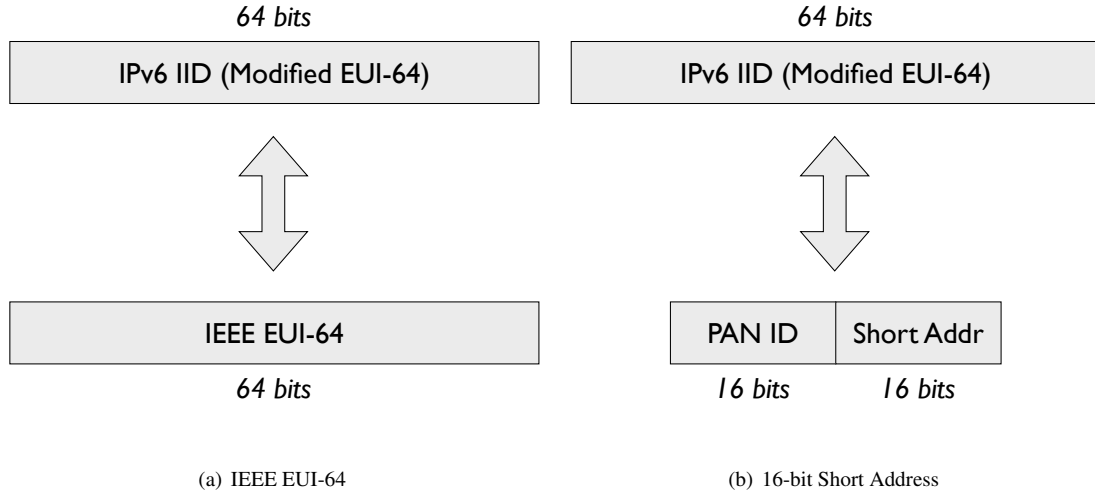 64 bits
IPv6 IID (Modified EUI-64)
IEEE EUI-64
64 bits
(a) IEEE EUI-64
64 bits
IPv6 IID (Modified EUI-64)
PAN ID
Short Addr
16 bits
16 bits
(b) 16-bit Short Address